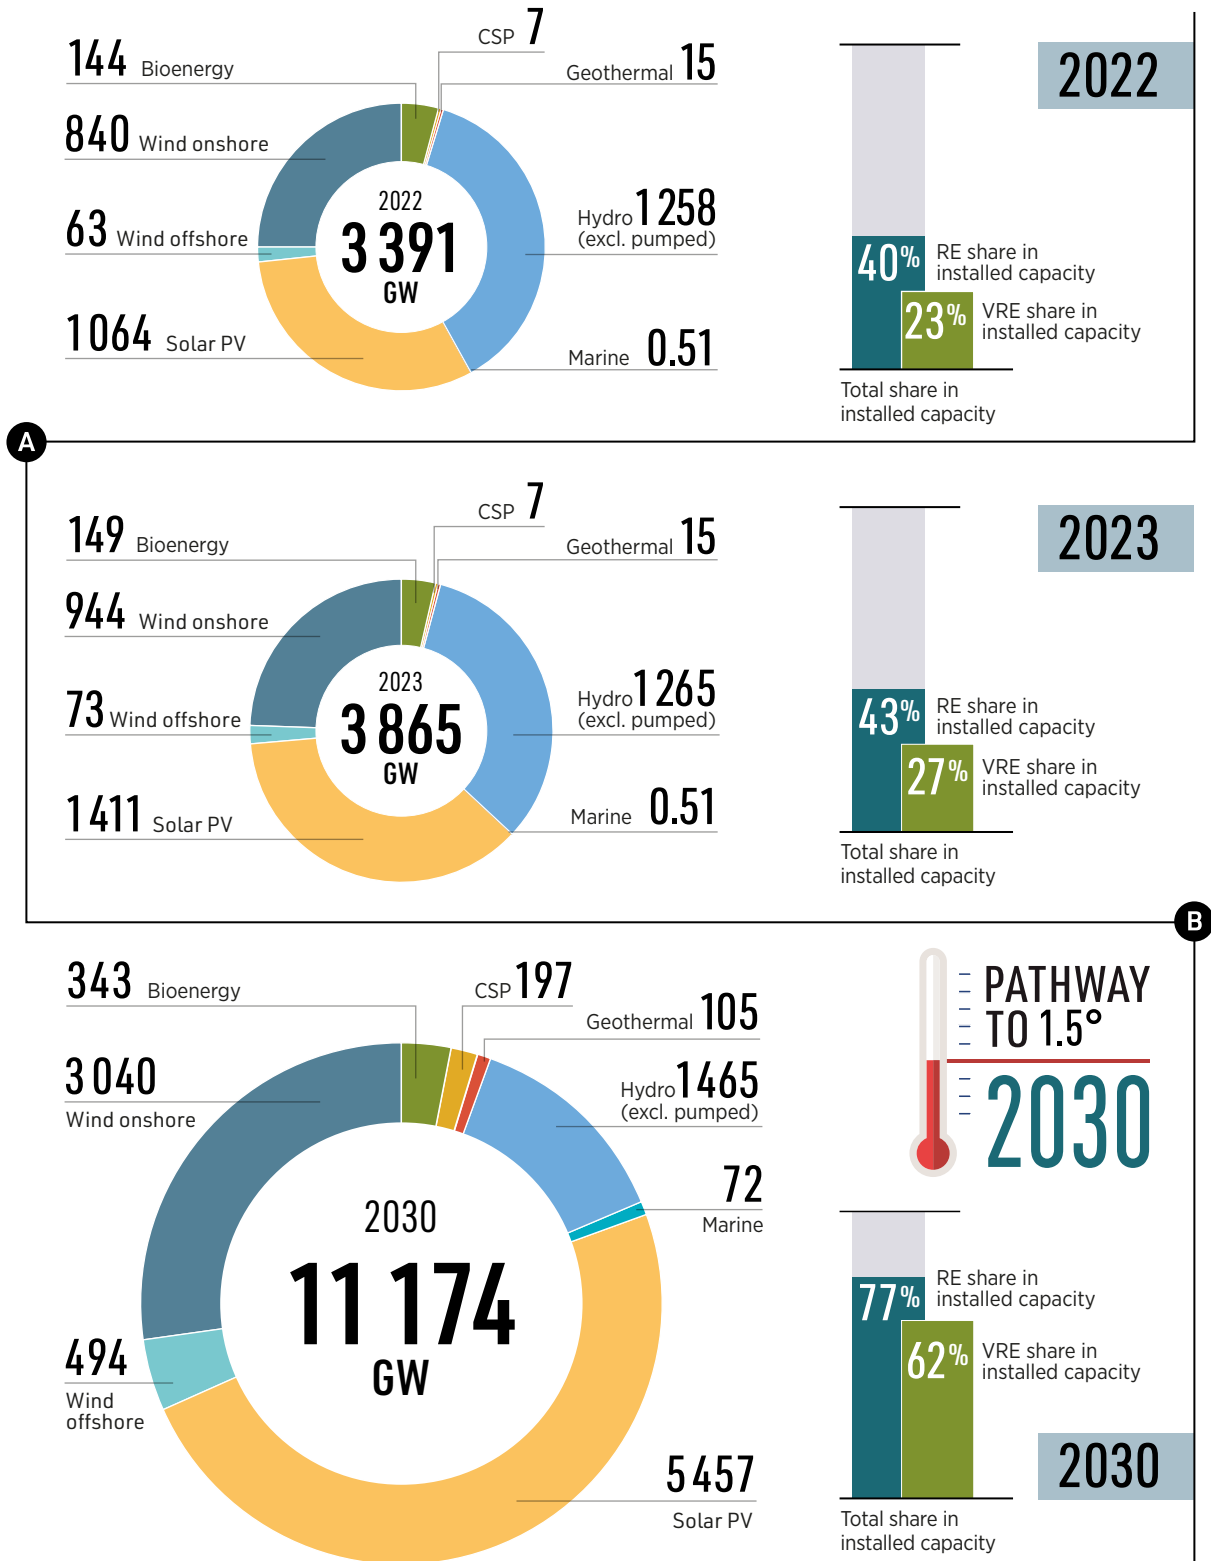 144 Bioenergy
CSP 7
Geothermal 15
840 Wind onshore
63 Wind offshore
1 064 Solar PV
2022
3 391
GW
Hydro 1 258
(excl. pumped)
Marine 0.51
2022
40%
RE share in
installed capacity
23%
VRE share in
installed capacity
Total share in
installed capacity
A
149 Bioenergy
CSP 7
Geothermal 15
944 Wind onshore
73 Wind offshore
1 411 Solar PV
2023
3 865
GW
Hydro 1 265
(excl. pumped)
Marine 0.51
2023
43%
RE share in
installed capacity
27%
VRE share in
installed capacity
Total share in
installed capacity
B
343 Bioenergy
CSP 197
Geothermal 105
3 040
Wind onshore
Hydro 1465
(excl. pumped)
72
Marine
2030
11 174
GW
494
Wind
offshore
5 457
Solar PV
PATHWAY
TO 1.5°
2030
77%
RE share in
installed capacity
62%
VRE share in
installed capacity
2030
Total share in
installed capacity